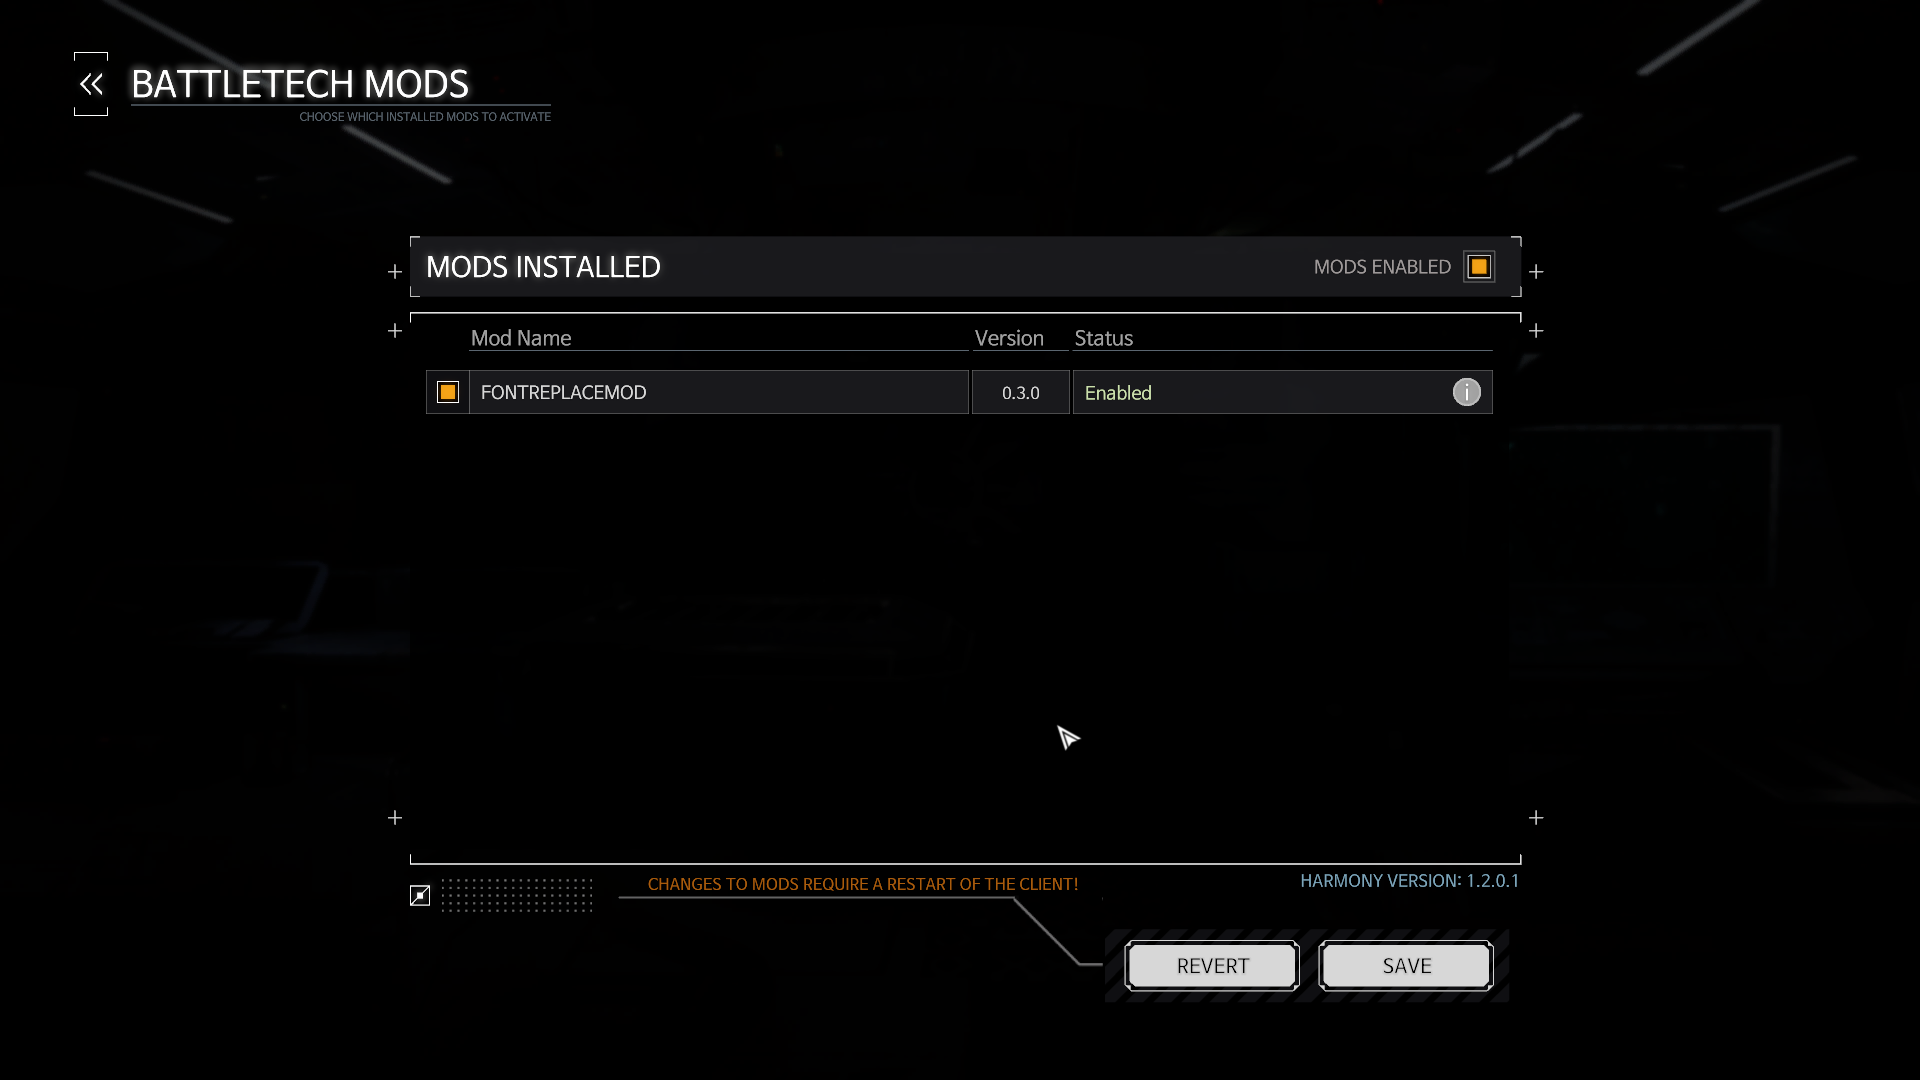 BATTLETECH MODS
CHOOSE WHICH INSTALLED MODS TO ACTIVATE
MODS INSTALLED
MODS ENABLED
Mod Name
Version
Status
FONTREPLACEMOD
0.3.0
Enabled
CHANGES TO MODS REQUIRE A RESTART OF THE CLIENT!
HARMONY VERSION: 1.2.0.1
REVERT
SAVE